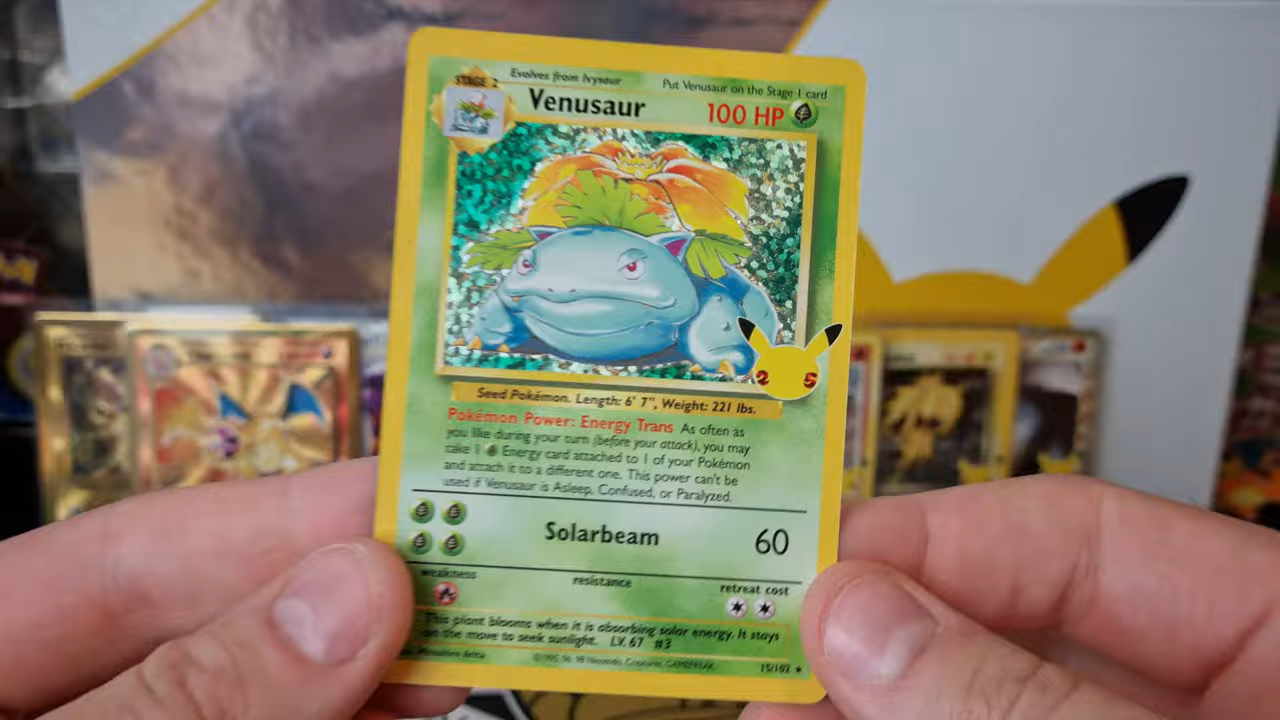 Evolves from Ivysaur
Put Venusaur on the Stage 1 card
STAGE 2
Venusaur
100 HP
25
Seed Pokémon. Length: 6' 7", Weight: 221 lbs.
Pokémon Power: Energy Trans As often as
you like during your turn (before your attack), you may
take 1 Energy card attached to 1 of your Pokémon
and attach it to a different one. This power can't be
used if Venusaur is Asleep, Confused, or Paralyzed.
Solarbeam
60
weakness
resistance
retreat cost
This plant blooms when it is absorbing solar energy. It stays
on the move to seek sunlight. LV. 67 #3
©1995, 96, 98 Nintendo, Creatures, GAMEFREAK.
15/102